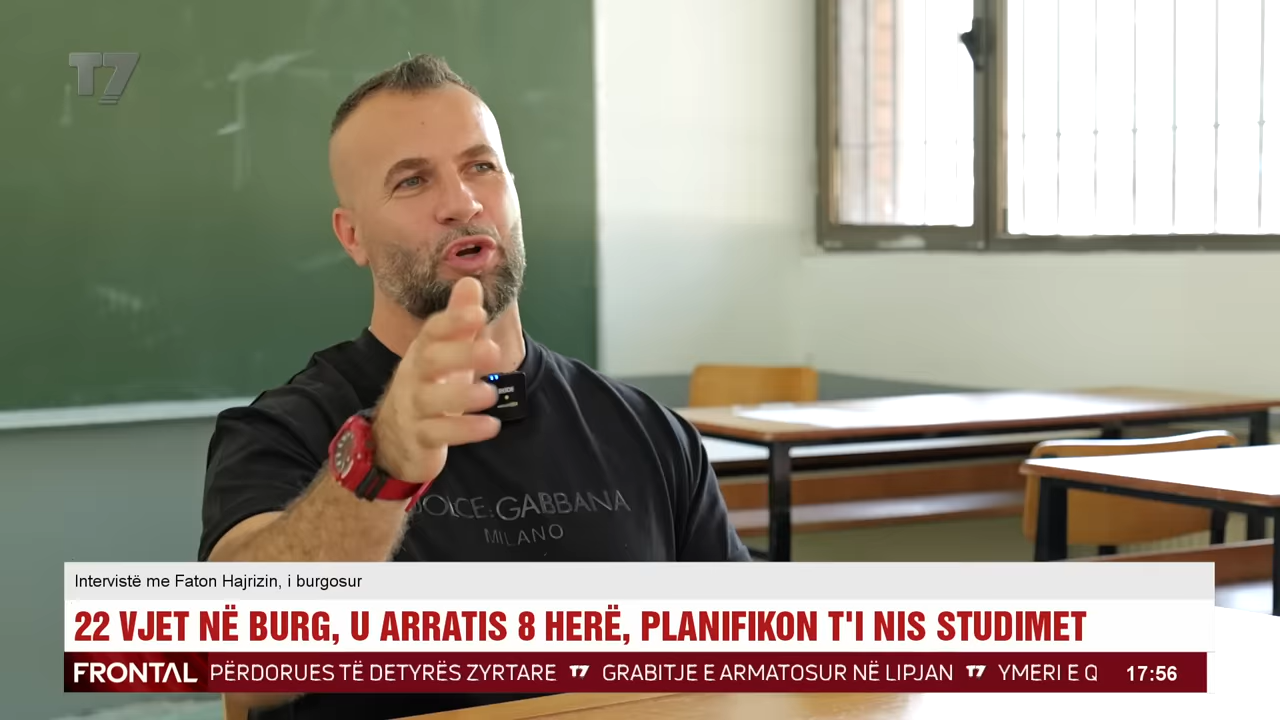 T7
DOLCE & GABBANA
MILANO
Intervistë me Faton Hajrizin, i burgosur
22 VJET NË BURG, U ARRATIS 8 HERË, PLANIFIKON T'I NIS STUDIMET
FRONTAL PËRDORUES TË DETYRËS ZYRTARE T7 GRABITJE E ARMATOSUR NË LIPJAN T7 YMERI E Q 17:56